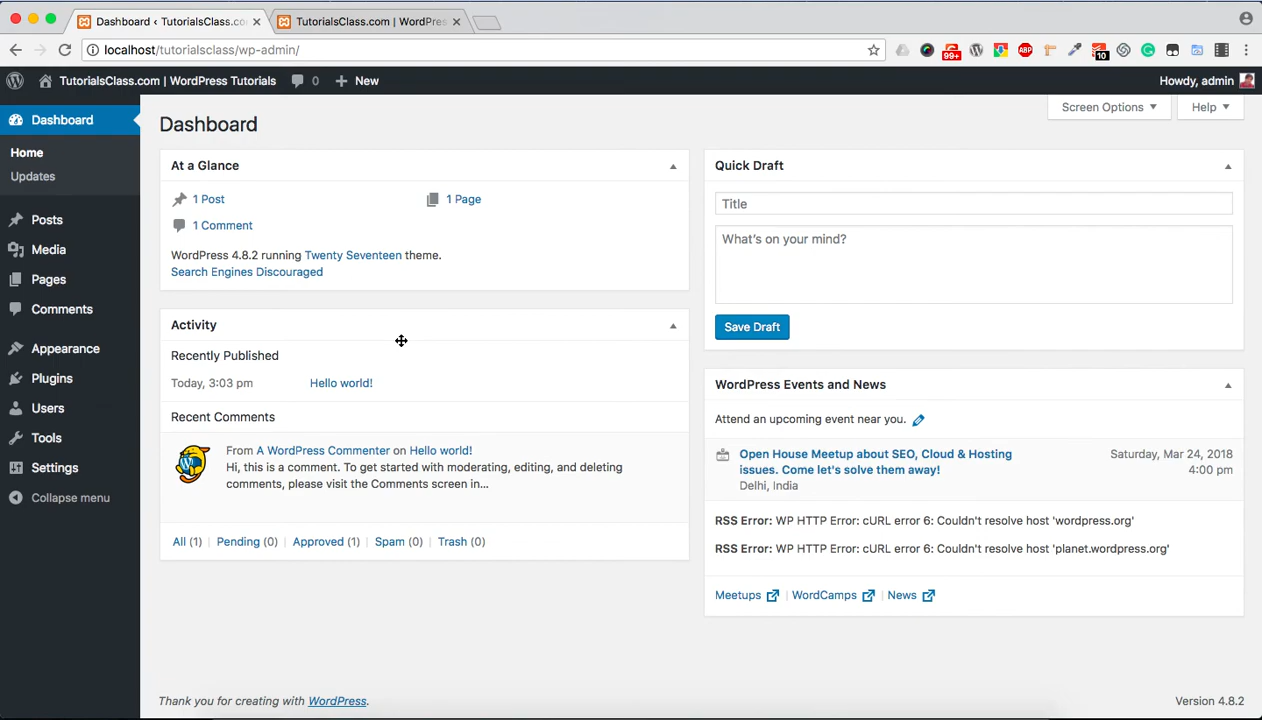 Dashboard ‹ TutorialsClass.co
TutorialsClass.com | WordPres
localhost/tutorialsclass/wp-admin/
99+
ABP
10
TutorialsClass.com | WordPress Tutorials
0
New
Howdy, admin
Dashboard
Home
Updates
Posts
Media
Pages
Comments
Appearance
Plugins
Users
Tools
Settings
Collapse menu
Screen Options
Help
Dashboard
At a Glance
1 Post
1 Page
1 Comment
WordPress 4.8.2 running Twenty Seventeen theme.
Search Engines Discouraged
Activity
Recently Published
Today, 3:03 pm
Hello world!
Recent Comments
From A WordPress Commenter on Hello world!
Hi, this is a comment. To get started with moderating, editing, and deleting
comments, please visit the Comments screen in...
All (1) | Pending (0) | Approved (1) | Spam (0) | Trash (0)
Quick Draft
Title
What's on your mind?
Save Draft
WordPress Events and News
Attend an upcoming event near you.
Open House Meetup about SEO, Cloud & Hosting
issues. Come let's solve them away!
Delhi, India
Saturday, Mar 24, 2018
4:00 pm
RSS Error: WP HTTP Error: cURL error 6: Couldn't resolve host 'wordpress.org'
RSS Error: WP HTTP Error: cURL error 6: Couldn't resolve host 'planet.wordpress.org'
Meetups | WordCamps | News
Thank you for creating with WordPress.
Version 4.8.2